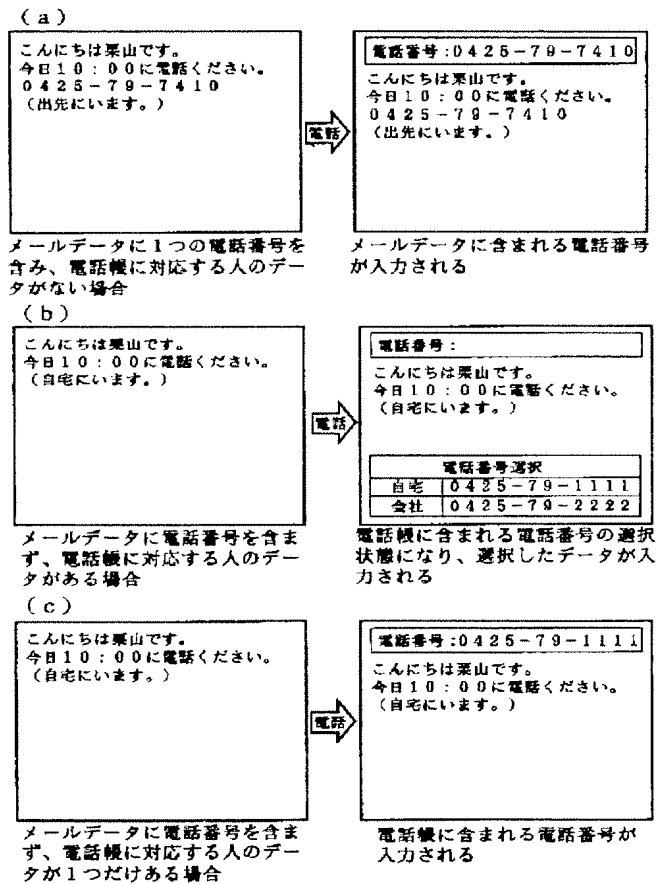 (a)
こんにちは栗山です。
今日10:00に電話ください。
0425-79-7410
(出先にいます。)
電話
電話番号:0425-79-7410
こんにちは栗山です。
今日10:00に電話ください。
0425-79-7410
(出先にいます。)
メールデータに1つの電話番号を
含み、電話帳に対応する人のデー
タがない場合
メールデータに含まれる電話番号
が入力される
(b)
こんにちは栗山です。
今日10:00に電話ください。
(自宅にいます。)
電話
電話番号:
こんにちは栗山です。
今日10:00に電話ください。
(自宅にいます。)
電話番号選択
自宅 0425-79-1111
会社 0425-79-2222
メールデータに電話番号を含ま
ず、電話帳に対応する人のデー
タがある場合
電話帳に含まれる電話番号の選択
状態になり、選択したデータが入
力される
(c)
こんにちは栗山です。
今日10:00に電話ください。
(自宅にいます。)
電話
電話番号:0425-79-1111
こんにちは栗山です。
今日10:00に電話ください。
(自宅にいます。)
メールデータに電話番号を含ま
ず、電話帳に対応する人のデー
タが1つだけある場合
電話帳に含まれる電話番号が
入力される